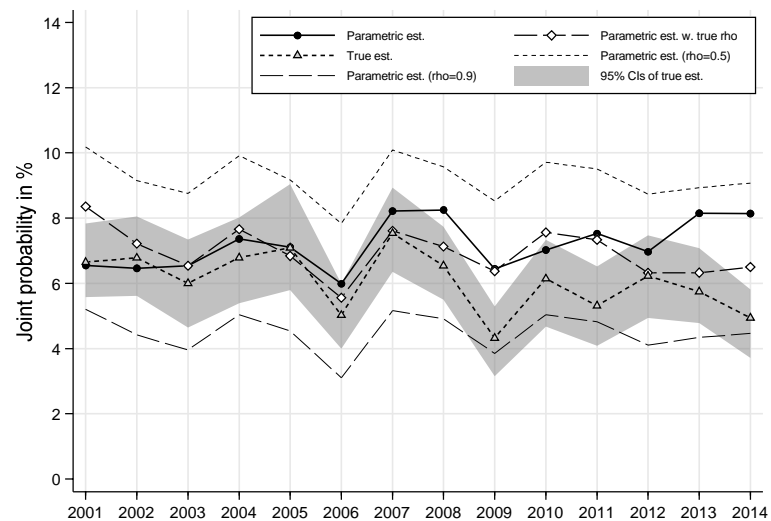 14
12
10
8
6
4
2
0
Joint probability in %
Parametric est.
True est.
Parametric est. (rho=0.9)
Parametric est. w. true rho
Parametric est. (rho=0.5)
95% CIs of true est.
2001 2002 2003 2004 2005 2006 2007 2008 2009 2010 2011 2012 2013 2014